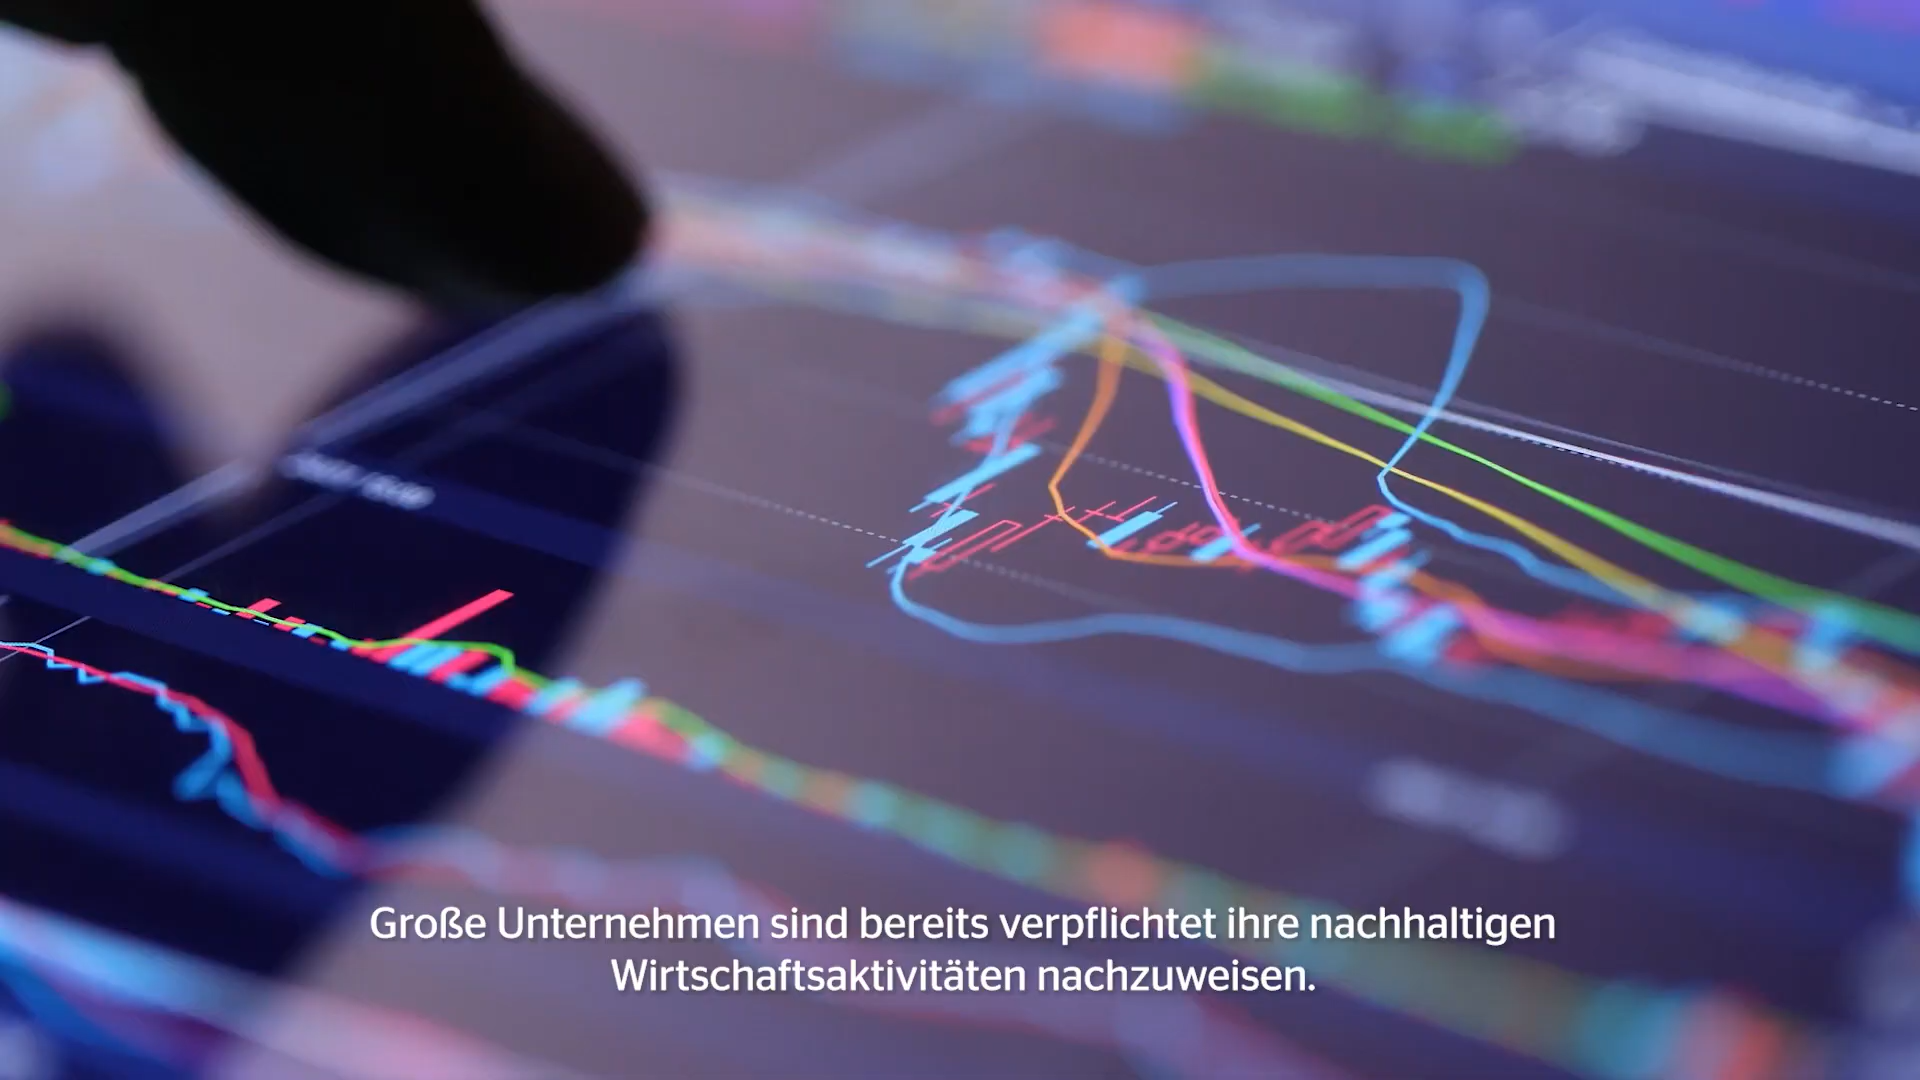 Große Unternehmen sind bereits verpflichtet ihre nachhaltigen
Wirtschaftsaktivitäten nachzuweisen.